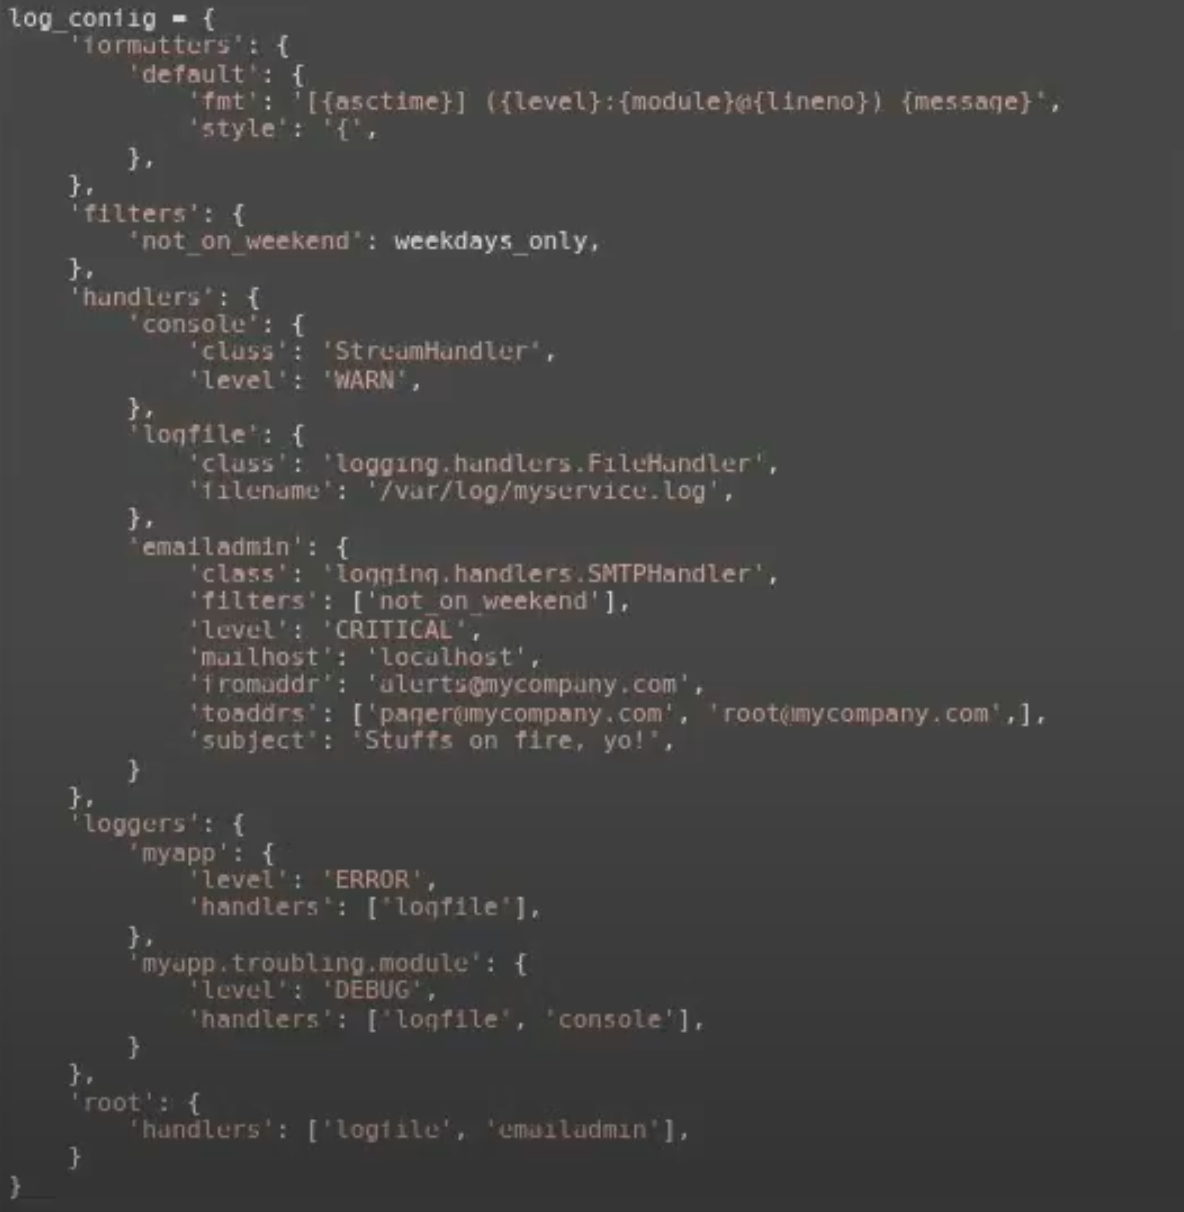 log_config = {
    'formatters': {
        'default': {
            'fmt': '[{asctime}] ({level}:{module}@{lineno}) {message}',
            'style': '{',
        },
    },
    'filters': {
        'not_on_weekend': weekdays_only,
    },
    'handlers': {
        'console': {
            'class': 'StreamHandler',
            'level': 'WARN',
        },
        'logfile': {
            'class': 'logging.handlers.FileHandler',
            'filename': '/var/log/myservice.log',
        },
        'emailadmin': {
            'class': 'logging.handlers.SMTPHandler',
            'filters': ['not_on_weekend'],
            'level': 'CRITICAL',
            'mailhost': 'localhost',
            'fromaddr': 'alerts@mycompany.com',
            'toaddrs': ['pager@mycompany.com', 'root@mycompany.com',],
            'subject': 'Stuffs on fire, yo!',
        }
    },
    'loggers': {
        'myapp': {
            'level': 'ERROR',
            'handlers': ['logfile'],
        },
        'myapp.troubling.module': {
            'level': 'DEBUG',
            'handlers': ['logfile', 'console'],
        }
    },
    'root': {
        'handlers': ['logfile', 'emailadmin'],
    }
}